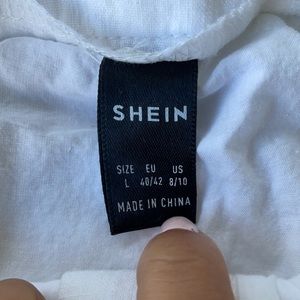 SHEIN
SIZE EU US
L 40/42 8/10
MADE IN CHINA